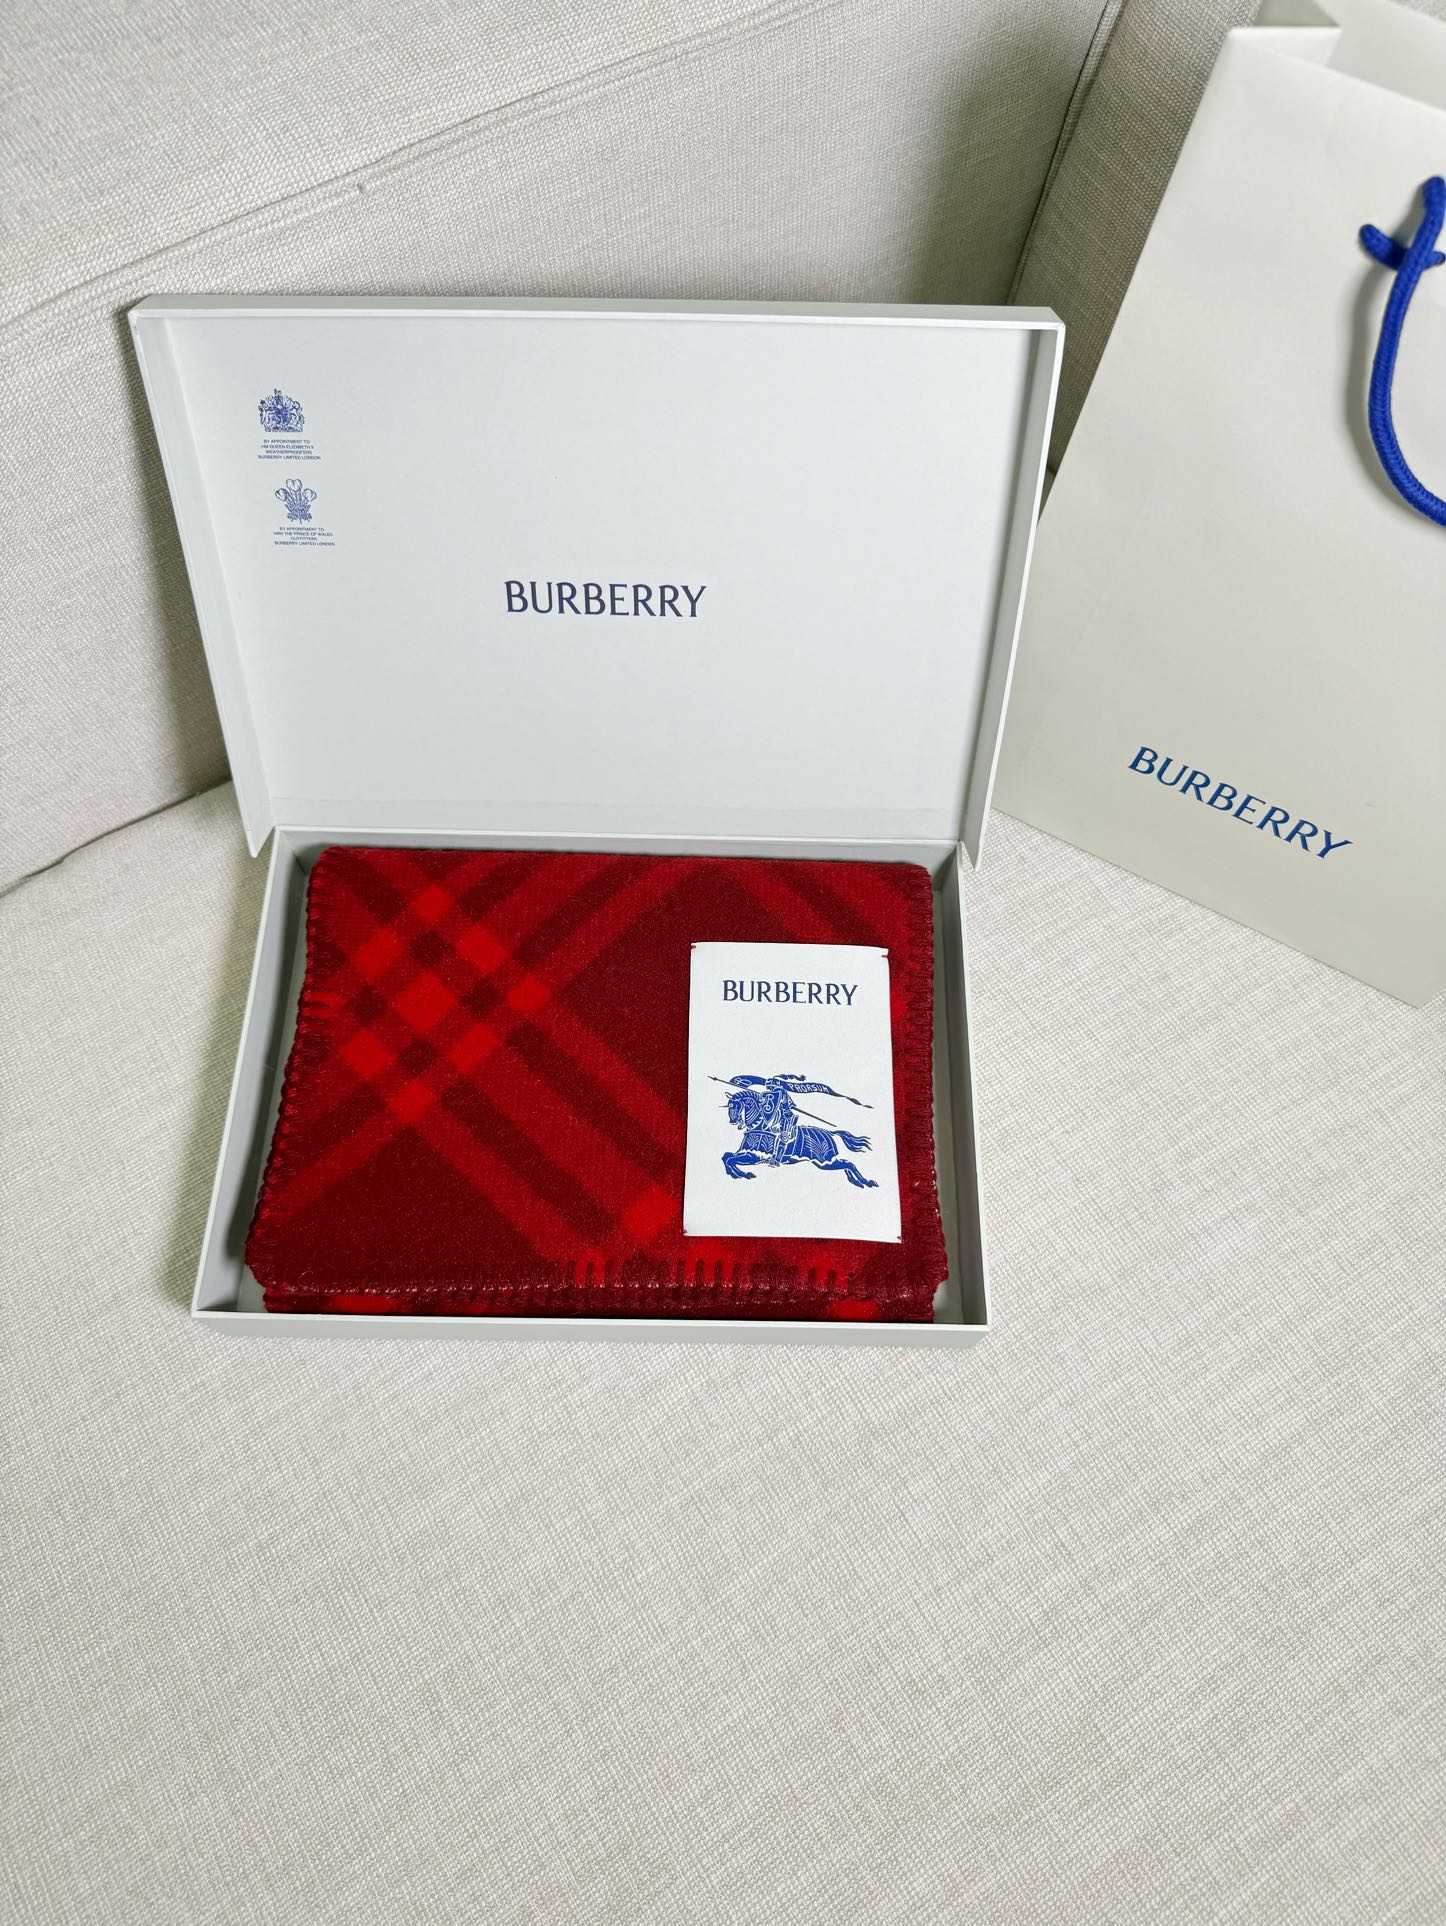 BY APPOINTMENT TO
HM QUEEN ELIZABETH II
WEATHERPROOFERS
BURBERRY LIMITED LONDON
BY APPOINTMENT TO
HRH THE PRINCE OF WALES
OUTFITTERS
BURBERRY LIMITED LONDON
BURBERRY
BURBERRY
BURBERRY
PRORSUM